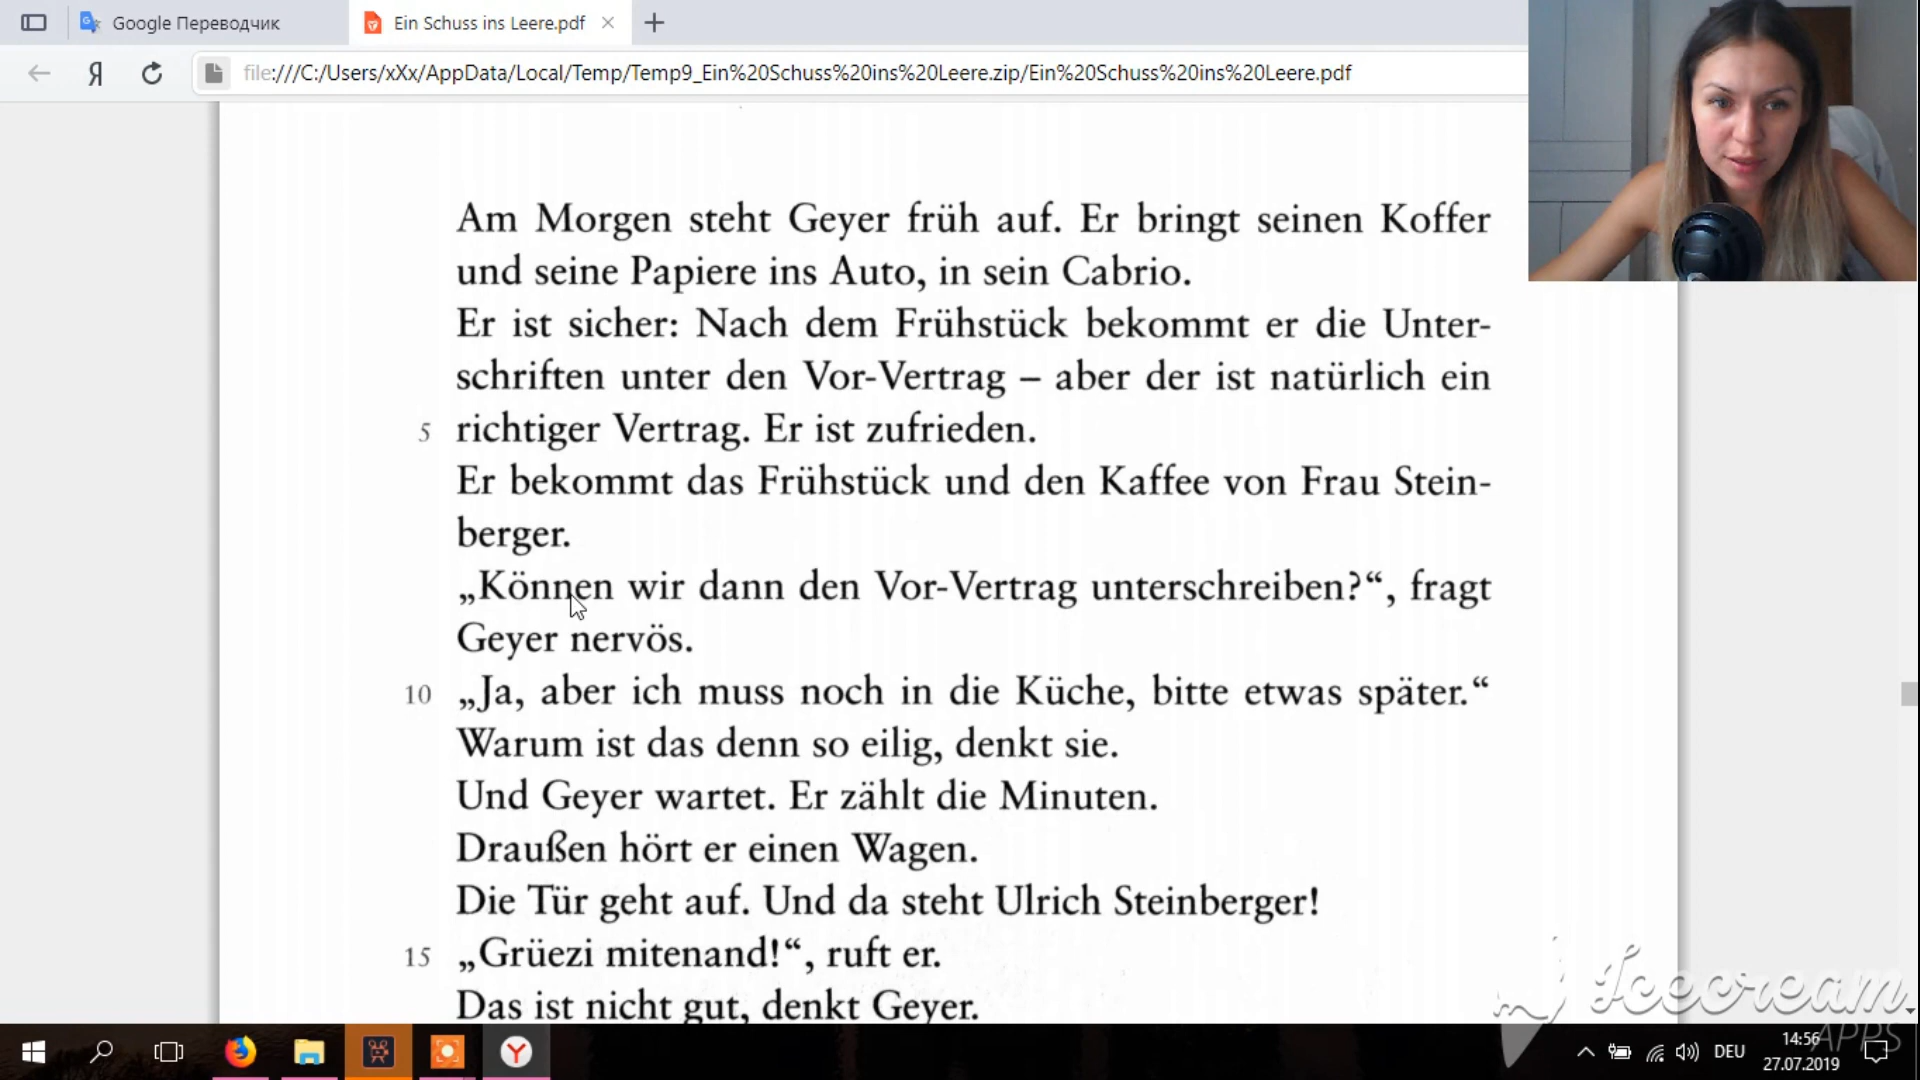 Google Переводчик
Ein Schuss ins Leere.pdf
Я
file:///C:/Users/xXx/AppData/Local/Temp/Temp9_Ein%20Schuss%20ins%20Leere.zip/Ein%20Schuss%20ins%20Leere.pdf
Am Morgen steht Geyer früh auf. Er bringt seinen Koffer
und seine Papiere ins Auto, in sein Cabrio.
Er ist sicher: Nach dem Frühstück bekommt er die Unter-
schriften unter den Vor-Vertrag – aber der ist natürlich ein
5 richtiger Vertrag. Er ist zufrieden.
Er bekommt das Frühstück und den Kaffee von Frau Stein-
berger.
„Können wir dann den Vor-Vertrag unterschreiben?“, fragt
Geyer nervös.
10 „Ja, aber ich muss noch in die Küche, bitte etwas später.“
Warum ist das denn so eilig, denkt sie.
Und Geyer wartet. Er zählt die Minuten.
Draußen hört er einen Wagen.
Die Tür geht auf. Und da steht Ulrich Steinberger!
15 „Grüezi mitenand!“, ruft er.
Das ist nicht gut, denkt Geyer.
Icecream
APPS
DEU
14:56
27.07.2019